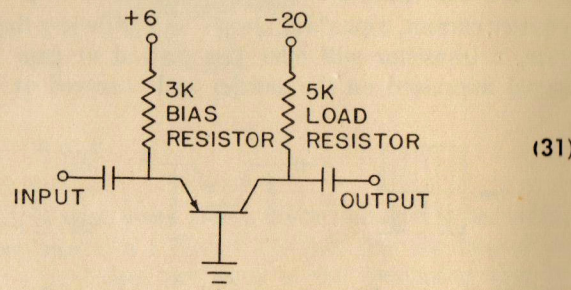 +6
-20
3K
BIAS
RESISTOR
5K
LOAD
RESISTOR
(31)
INPUT
OUTPUT